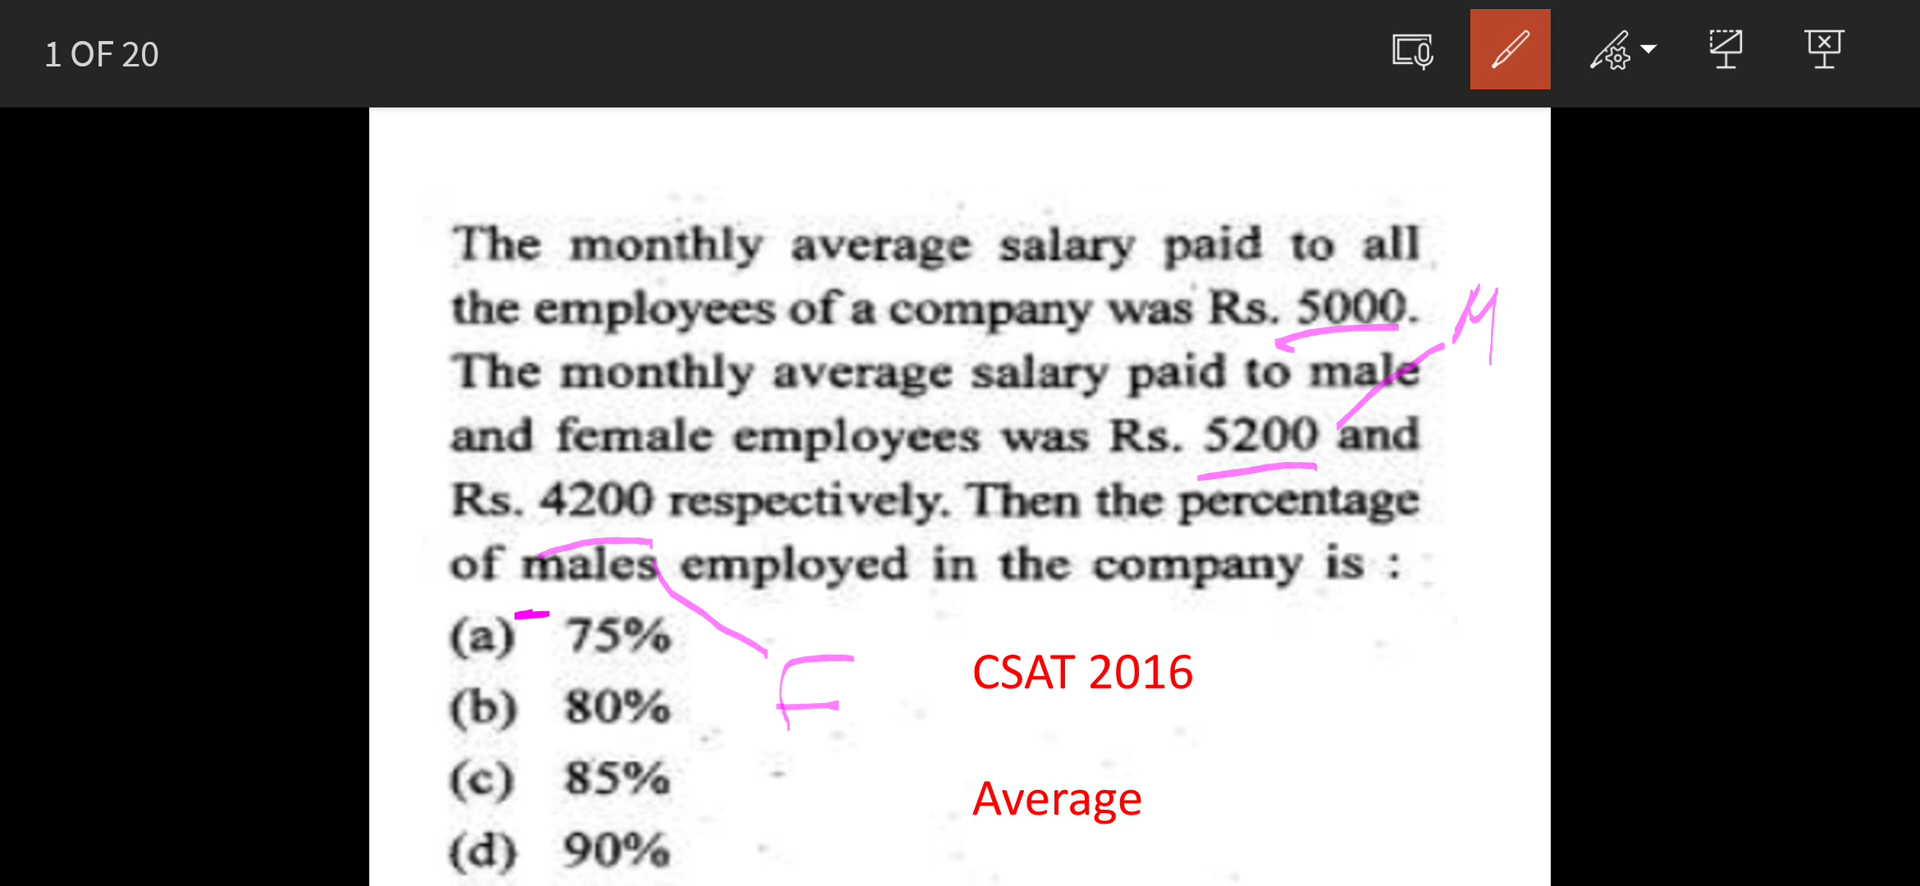 1 OF 20
The monthly average salary paid to all
the employees of a company was Rs. 5000.
M
The monthly average salary paid to male
and female employees was Rs. 5200 and
Rs. 4200 respectively. Then the percentage
of males employed in the company is :
(a) 75%
F
CSAT 2016
(b) 80%
(c) 85%
Average
(d) 90%